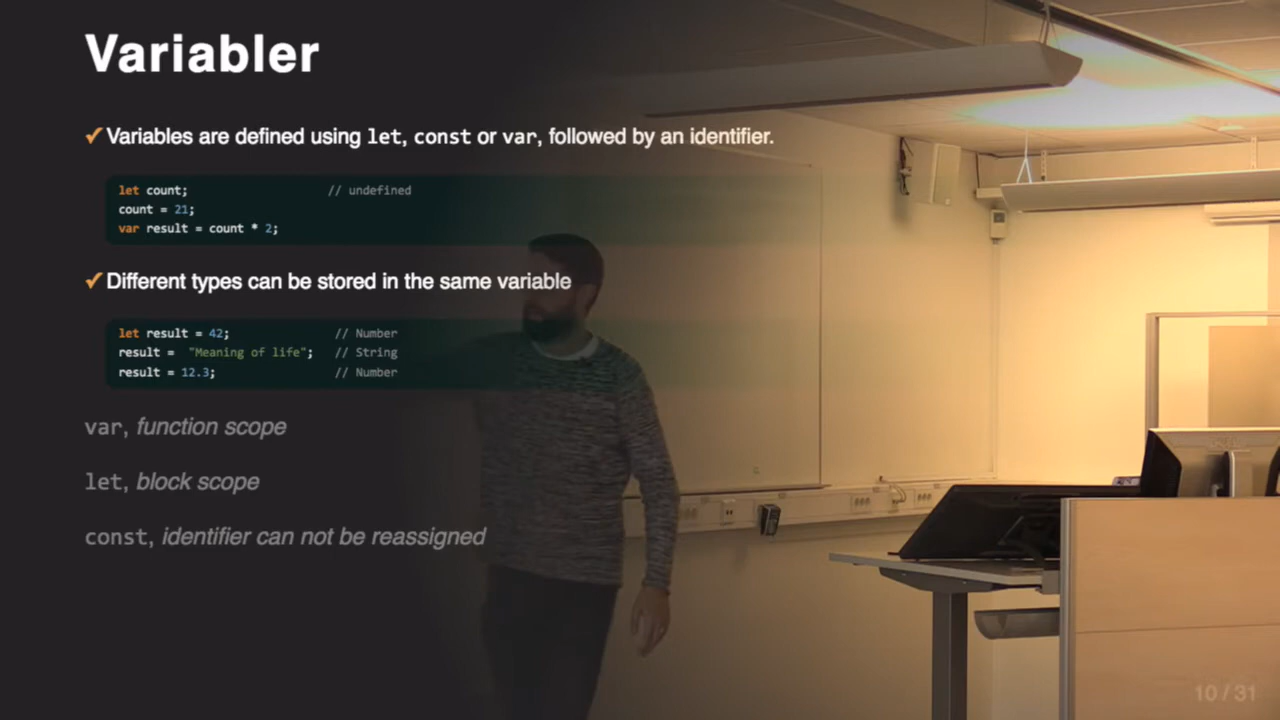 Variabler
✔ Variables are defined using let, const or var, followed by an identifier.
let count; // undefined
count = 21;
var result = count * 2;
✔ Different types can be stored in the same variable
let result = 42; // Number
result = "Meaning of life"; // String
result = 12.3; // Number
var, function scope
let, block scope
const, identifier can not be reassigned
10 / 31